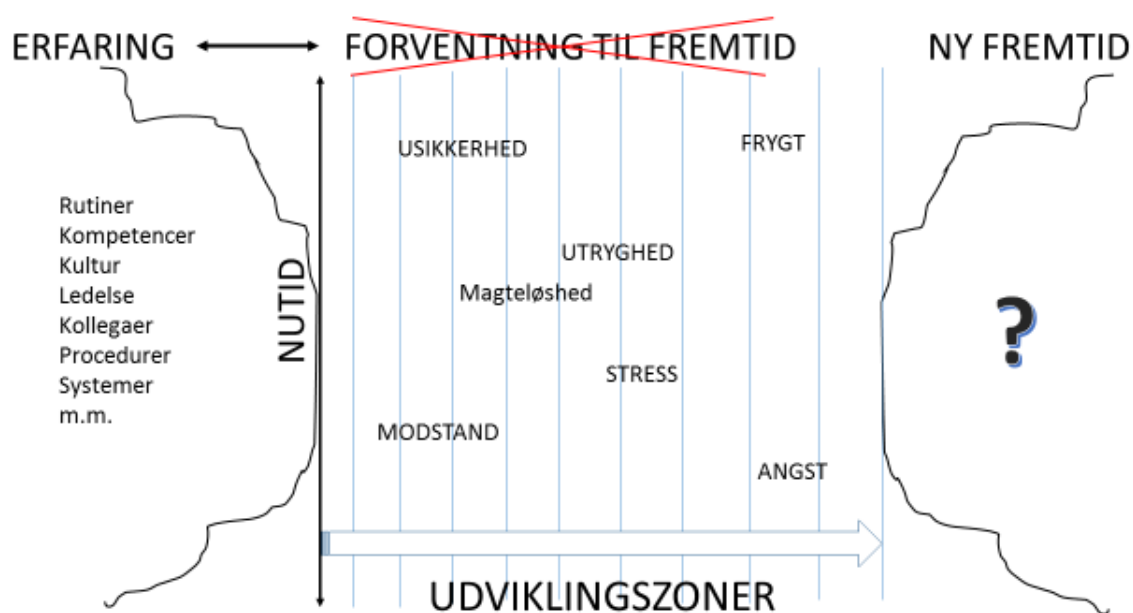 ERFARING
FORVENTNING TIL FREMTID
NY FREMTID
USIKKERHED
FRYGT
Rutiner
Kompetencer
Kultur
Ledelse
Kollegaer
Procedurer
Systemer
m.m.
NUTID
UTRYGHED
Magteløshed
STRESS
MODSTAND
ANGST
?
UDVIKLINGSZONER